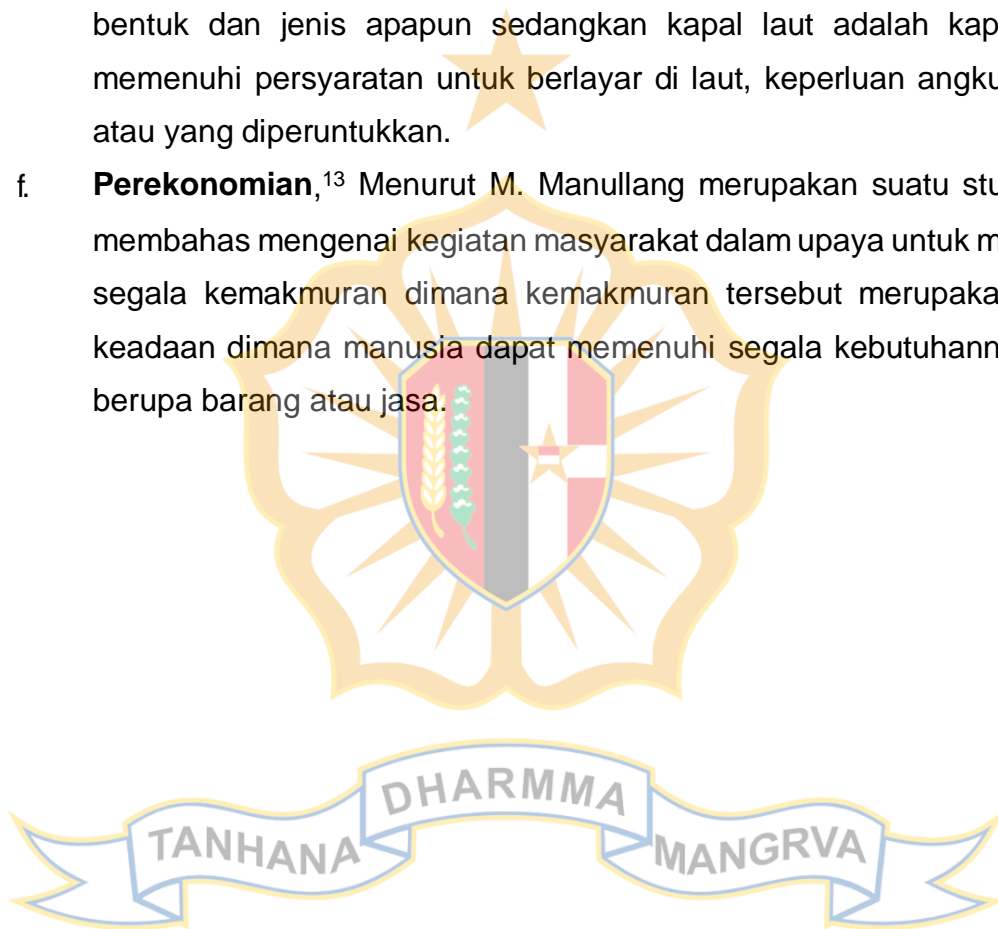 bentuk dan jenis apapun sedangkan kapal laut adalah kap
memenuhi persyaratan untuk berlayar di laut, keperluan angku
atau yang diperuntukkan.
f. Perekonomian,¹³ Menurut M. Manullang merupakan suatu stu
membahas mengenai kegiatan masyarakat dalam upaya untuk m
segala kemakmuran dimana kemakmuran tersebut merupaka
keadaan dimana manusia dapat memenuhi segala kebutuhann
berupa barang atau jasa.
TANHANA DHARMMA MANGRVA